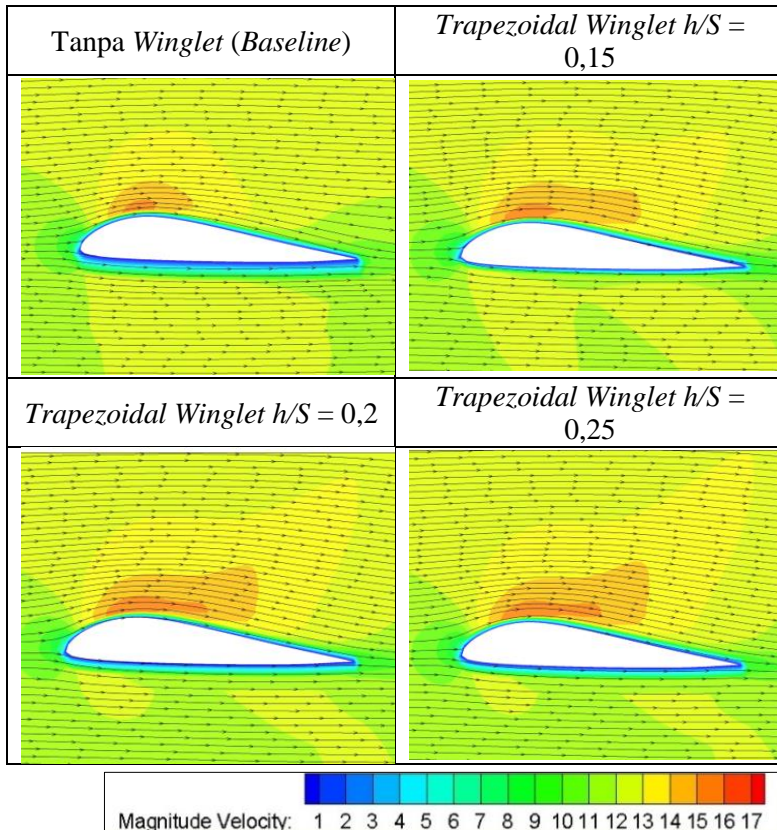 Tanpa Winglet (Baseline)
Trapezoidal Winglet h/S =
0,15
Trapezoidal Winglet h/S = 0,2
Trapezoidal Winglet h/S =
0,25
Magnitude Velocity: 1 2 3 4 5 6 7 8 9 10 11 12 13 14 15 16 17